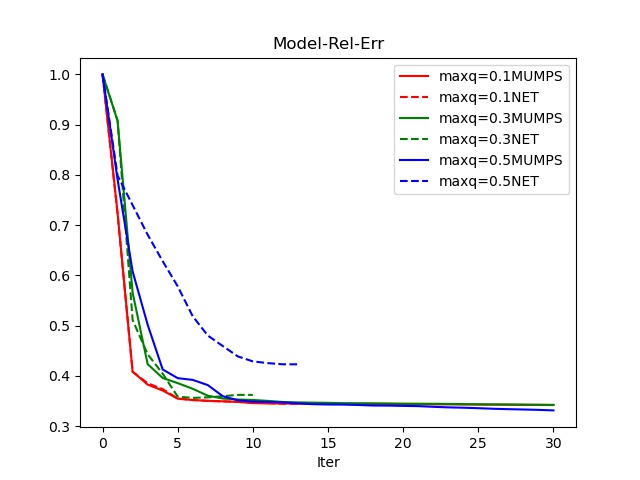 Model-Rel-Err
1.0
0.9
0.8
0.7
0.6
0.5
0.4
0.3
maxq=0.1MUMPS
maxq=0.1NET
maxq=0.3MUMPS
maxq=0.3NET
maxq=0.5MUMPS
maxq=0.5NET
0 5 10 15 20 25 30
Iter